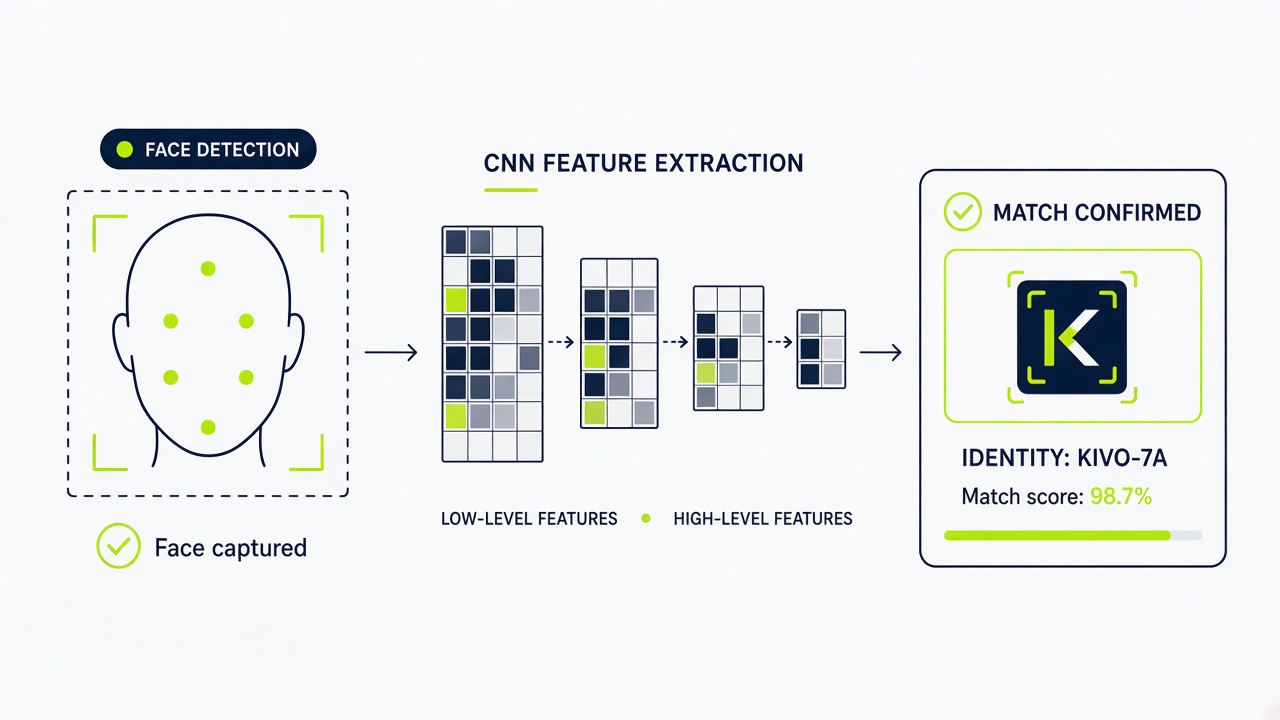 FACE DETECTION
Face captured
CNN FEATURE EXTRACTION
LOW-LEVEL FEATURES • HIGH-LEVEL FEATURES
MATCH CONFIRMED
K
IDENTITY: KIVO-7A
Match score: 98.7%